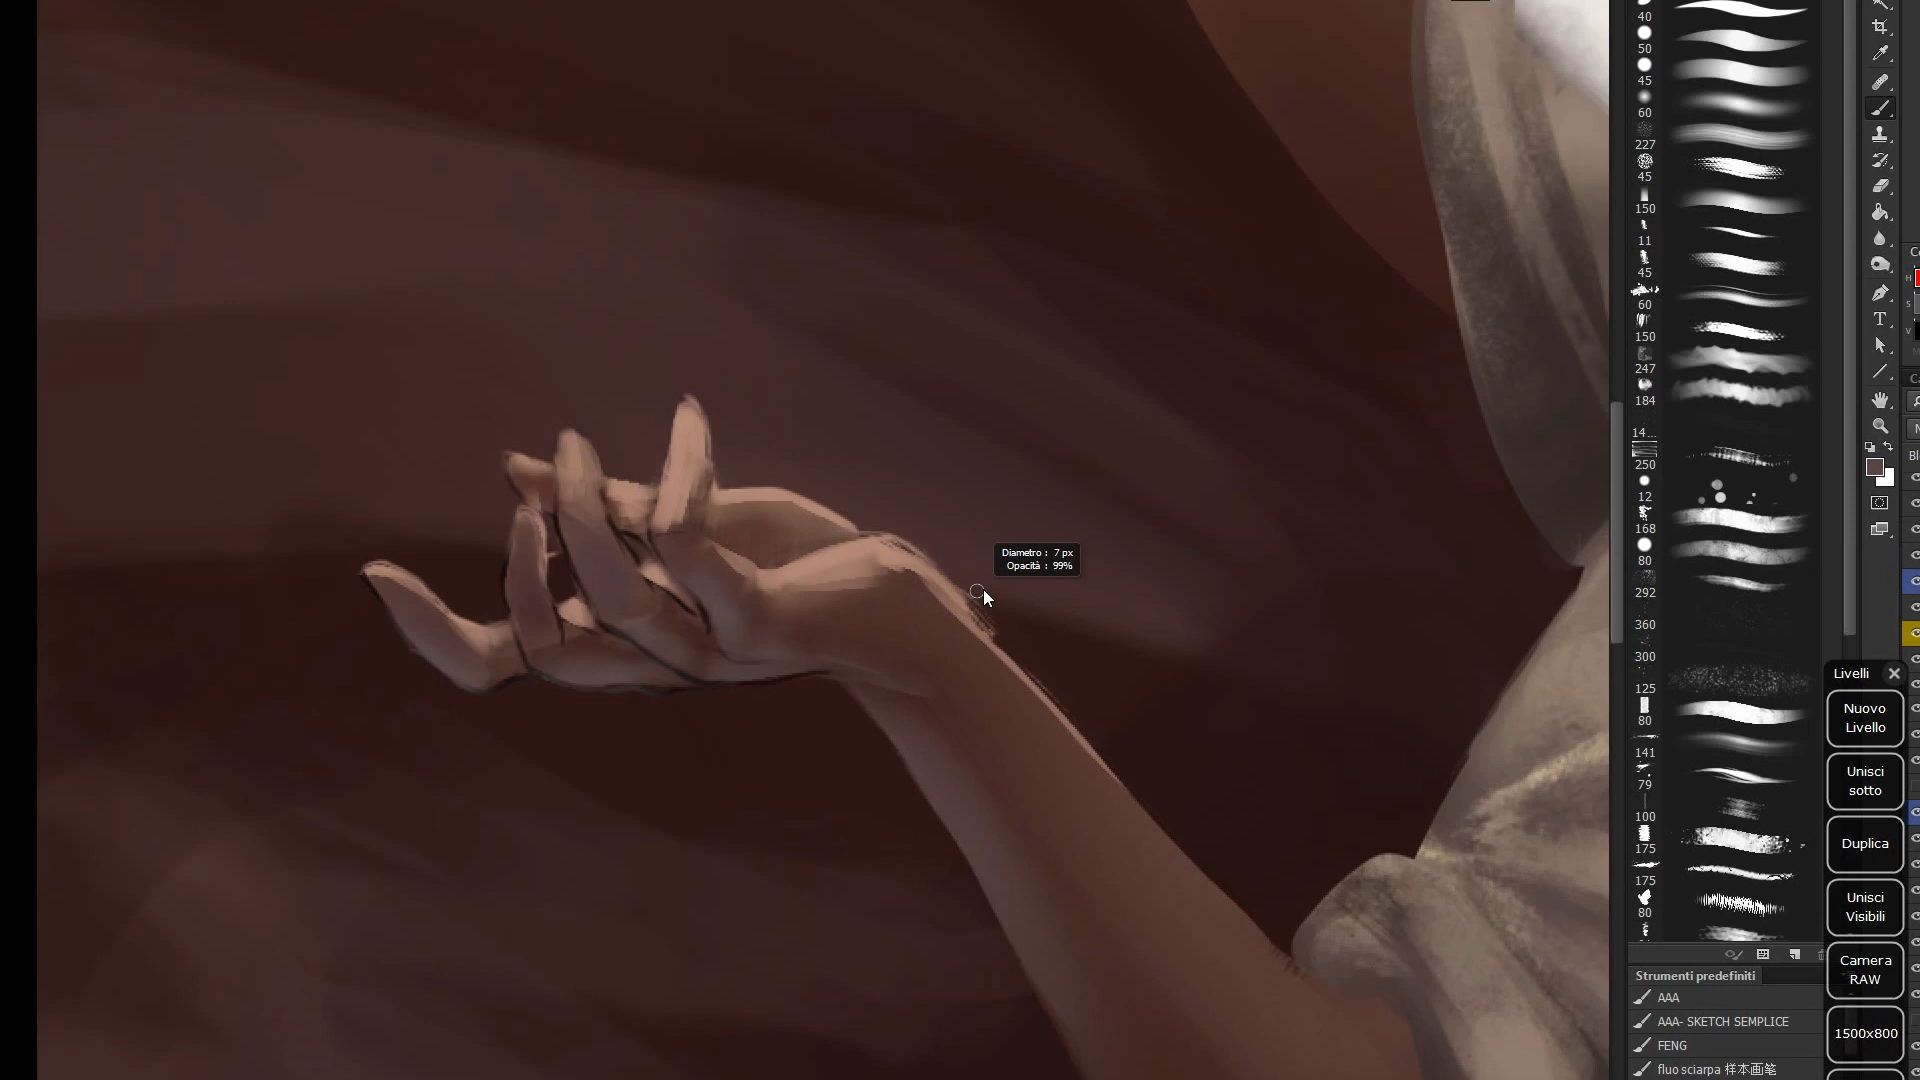 40
50
45
60
227
45
150
11
45
60
150
247
184
14...
250
12
168
80
292
360
300
125
80
141
79
100
175
175
80
Diametro : 7 px
Opacità : 99%
T
H
S
V
Livelli
Nuovo
Livello
Unisci
sotto
Duplica
Unisci
Visibili
Camera
RAW
1500x800
Strumenti predefiniti
AAA
AAA- SKETCH SEMPLICE
FENG
fluo sciarpa 样本画笔